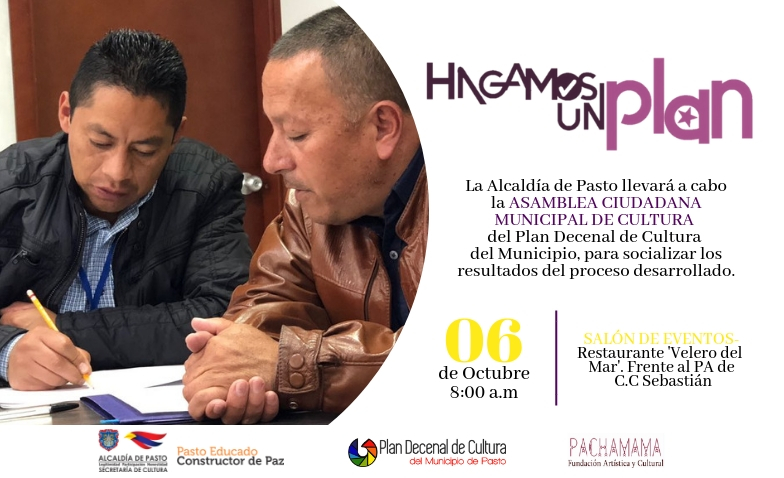 HAGAMOS
UN plan
La Alcaldía de Pasto llevará a cabo
la ASAMBLEA CIUDADANA
MUNICIPAL DE CULTURA
del Plan Decenal de Cultura
del Municipio, para socializar los
resultados del proceso desarrollado.
06
de Octubre
8:00 a.m
SALÓN DE EVENTOS-
Restaurante 'Velero del
Mar'. Frente al PA de
C.C Sebastián
ALCALDÍA DE PASTO
Legitimidad Participación Honestidad
SECRETARÍA DE CULTURA
Pasto Educado
Constructor de Paz
Plan Decenal de Cultura
del Municipio de Pasto
PACHAMAMA
Fundación Artística y Cultural